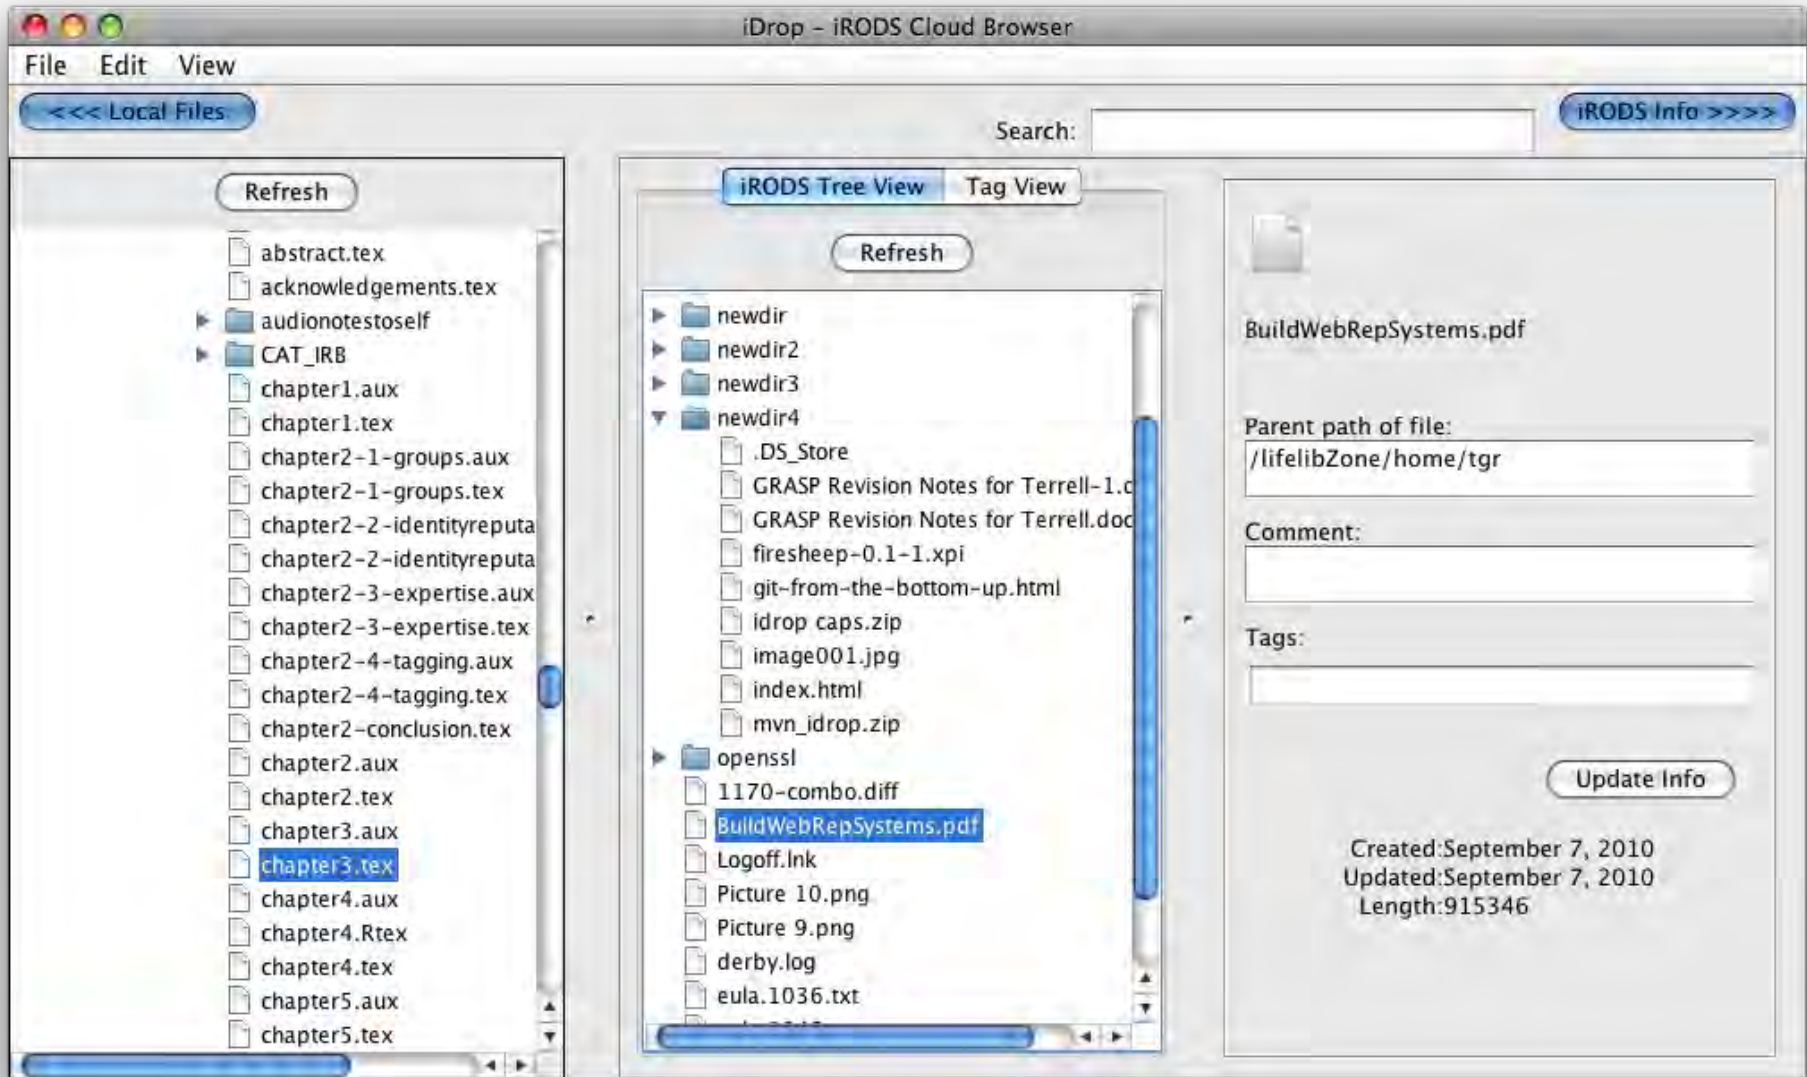 iDrop – iRODS Cloud Browser
File Edit View
<<< Local Files
Search:
iRODS Info >>>>
Refresh
abstract.tex
acknowledgements.tex
audionotestoself
CAT_IRB
chapter1.aux
chapter1.tex
chapter2-1-groups.aux
chapter2-1-groups.tex
chapter2-2-identityreputa
chapter2-2-identityreputa
chapter2-3-expertise.aux
chapter2-3-expertise.tex
chapter2-4-tagging.aux
chapter2-4-tagging.tex
chapter2-conclusion.tex
chapter2.aux
chapter2.tex
chapter3.aux
chapter3.tex
chapter4.aux
chapter4.Rtex
chapter4.tex
chapter5.aux
chapter5.tex
iRODS Tree View Tag View
Refresh
newdir
newdir2
newdir3
newdir4
.DS_Store
GRASP Revision Notes for Terrell-1.d
GRASP Revision Notes for Terrell.doc
firesheep-0.1-1.xpi
git-from-the-bottom-up.html
idrop caps.zip
image001.jpg
index.html
mvn_idrop.zip
openssl
1170-combo.diff
BuildWebRepSystems.pdf
Logoff.lnk
Picture 10.png
Picture 9.png
derby.log
eula.1036.txt
BuildWebRepSystems.pdf
Parent path of file:
/lifelibZone/home/tgr
Comment:
Tags:
Update Info
Created:September 7, 2010
Updated:September 7, 2010
Length:915346